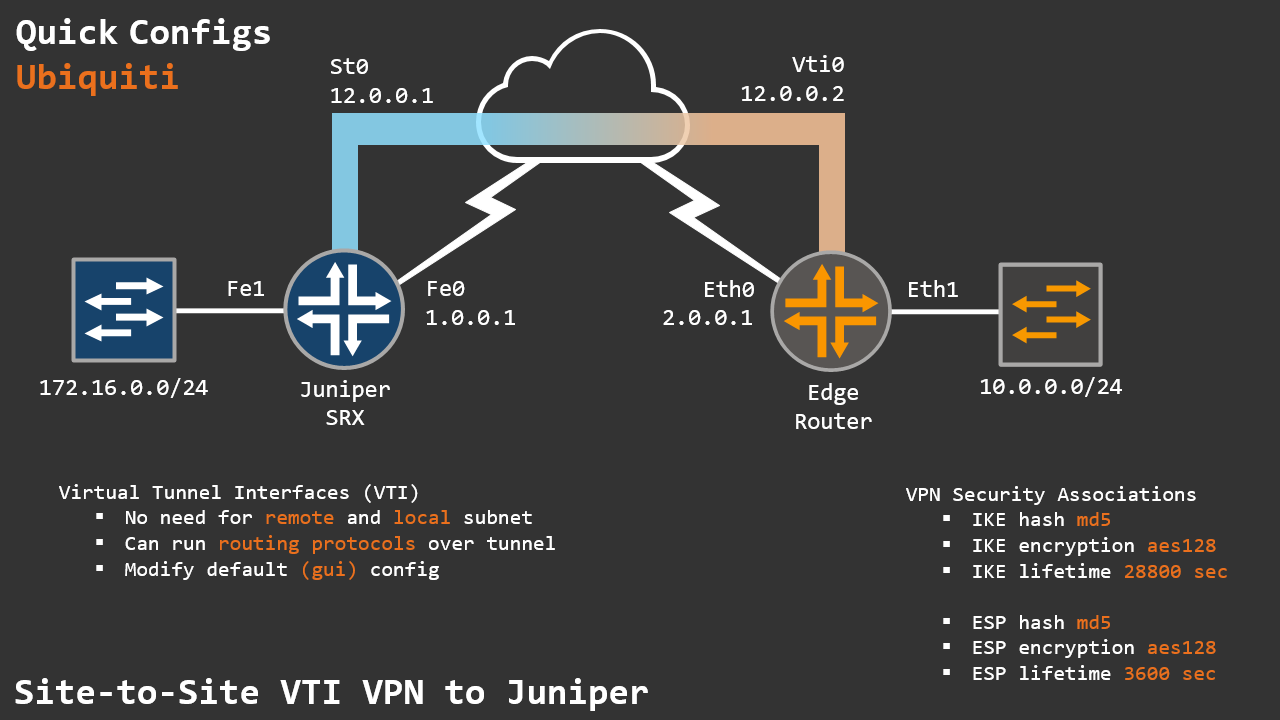 Quick Configs
Ubiquiti
St0
12.0.0.1
Vti0
12.0.0.2
Fe1
Fe0
1.0.0.1
Eth0
2.0.0.1
Eth1
172.16.0.0/24
Juniper
SRX
Edge
Router
10.0.0.0/24
Virtual Tunnel Interfaces (VTI)
▪ No need for remote and local subnet
▪ Can run routing protocols over tunnel
▪ Modify default (gui) config
VPN Security Associations
▪ IKE hash md5
▪ IKE encryption aes128
▪ IKE lifetime 28800 sec
▪ ESP hash md5
▪ ESP encryption aes128
▪ ESP lifetime 3600 sec
Site-to-Site VTI VPN to Juniper